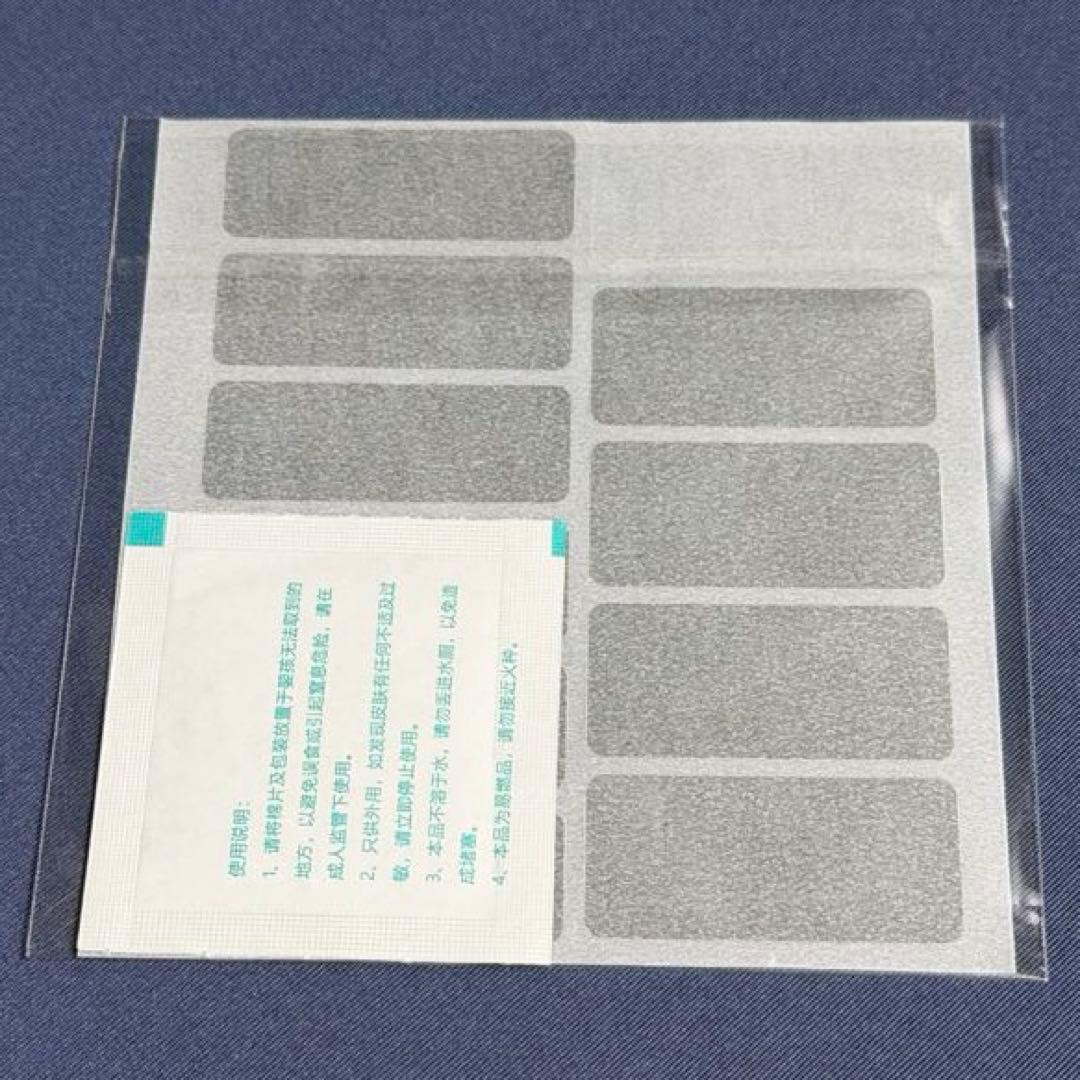 使用说明：
1、请将棉片及包装放置于婴孩无法取到的
地方，以避免误食或引起窒息危险，请在
成人监管下使用。
2、只供外用，如发现皮肤有任何不适及过
敏，请立即停止使用。
3、本品不溶于水，请勿丢进水厕，以免造
成堵塞。
4、本品为易燃品，请勿接近火种。